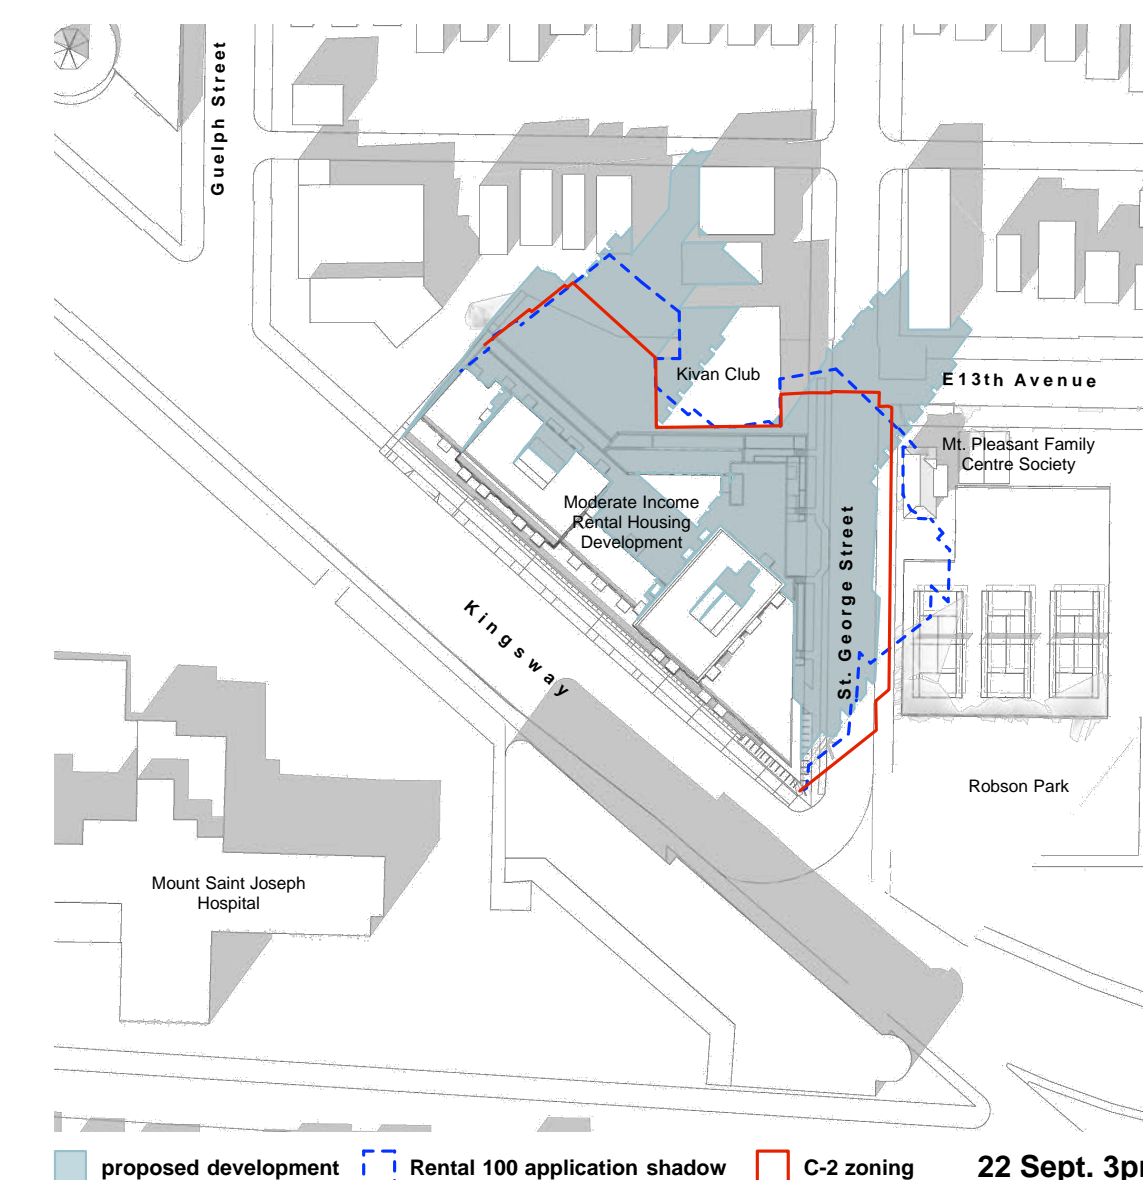 Guelph Street
Kivan Club
E13th Avenue
Mt. Pleasant Family
Centre Society
Moderate Income
Rental Housing
Development
St. George Street
Kingsway
Robson Park
Mount Saint Joseph
Hospital
proposed development
Rental 100 application shadow
C-2 zoning
22 Sept. 3pm